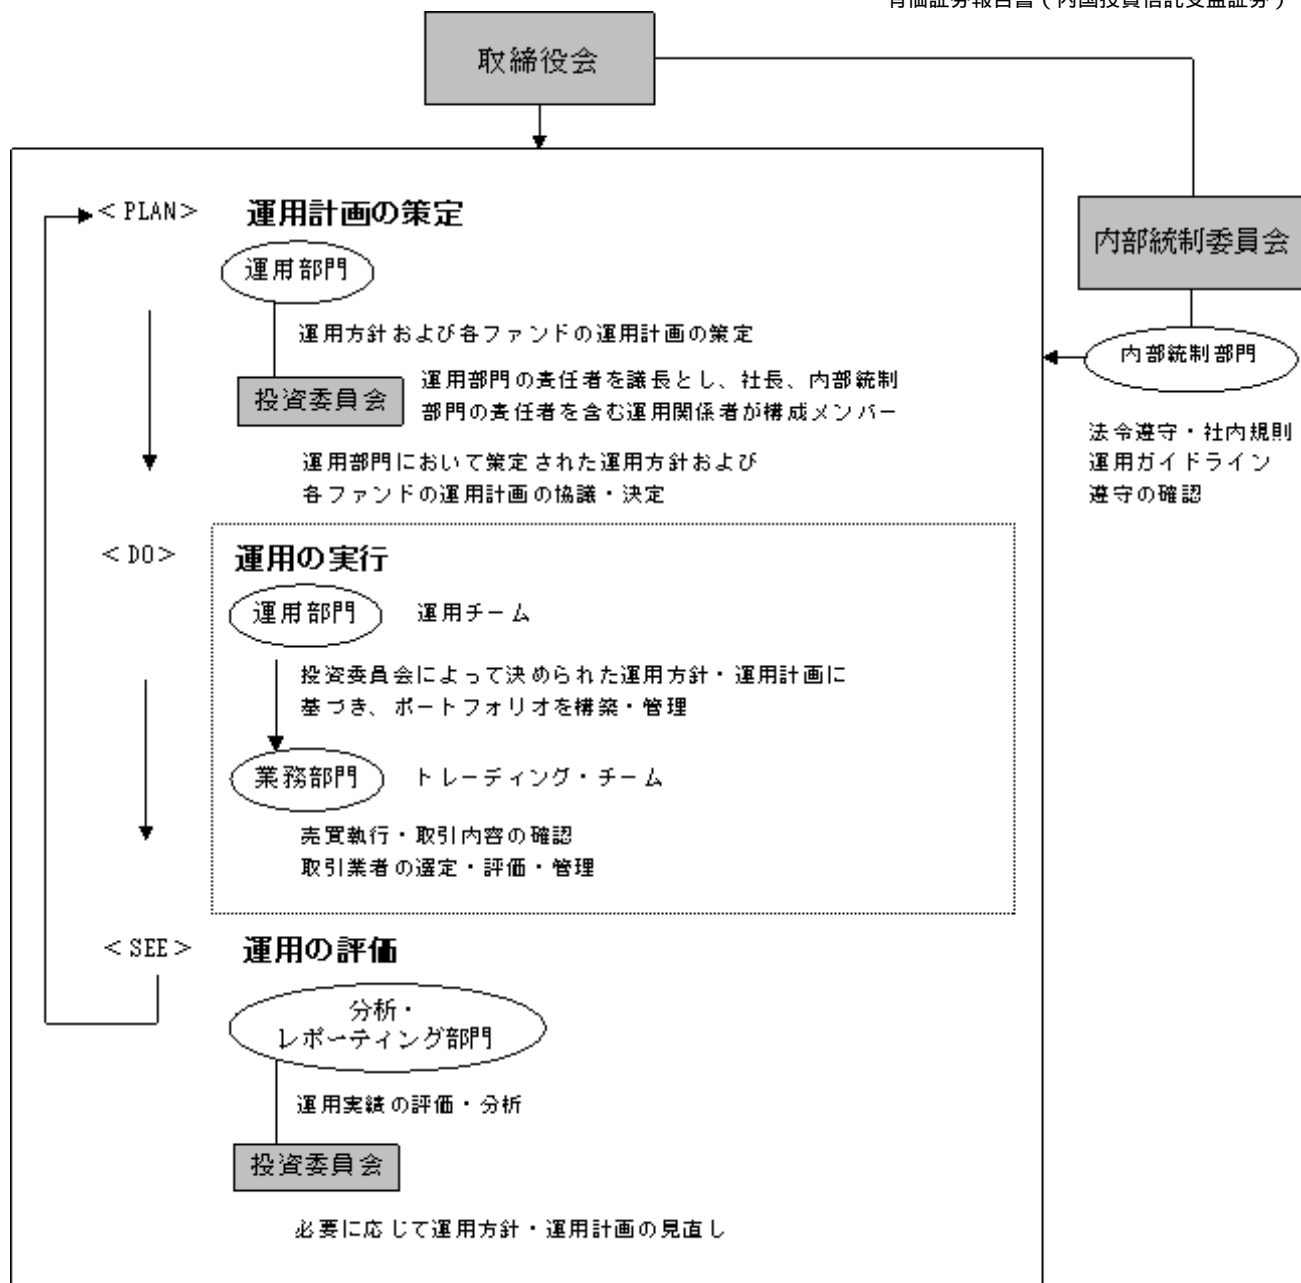 有価証券報告書（内国投資信託受益証券）
取締役会
＜PLAN＞ 運用計画の策定
運用部門
内部統制委員会
運用方針および各ファンドの運用計画の策定
内部統制部門
投資委員会
運用部門の責任者を議長とし、社長、内部統制
部門の責任者を含む運用関係者が構成メンバー
法令遵守・社内規則
運用ガイドライン
遵守の確認
運用部門において策定された運用方針および
各ファンドの運用計画の協議・決定
＜DO＞ 運用の実行
運用部門 運用チーム
投資委員会によって決められた運用方針・運用計画に
基づき、ポートフォリオを構築・管理
業務部門 トレーディング・チーム
売買執行・取引内容の確認
取引業者の選定・評価・管理
＜SEE＞ 運用の評価
分析・
レポーティング部門
運用実績の評価・分析
投資委員会
必要に応じて運用方針・運用計画の見直し